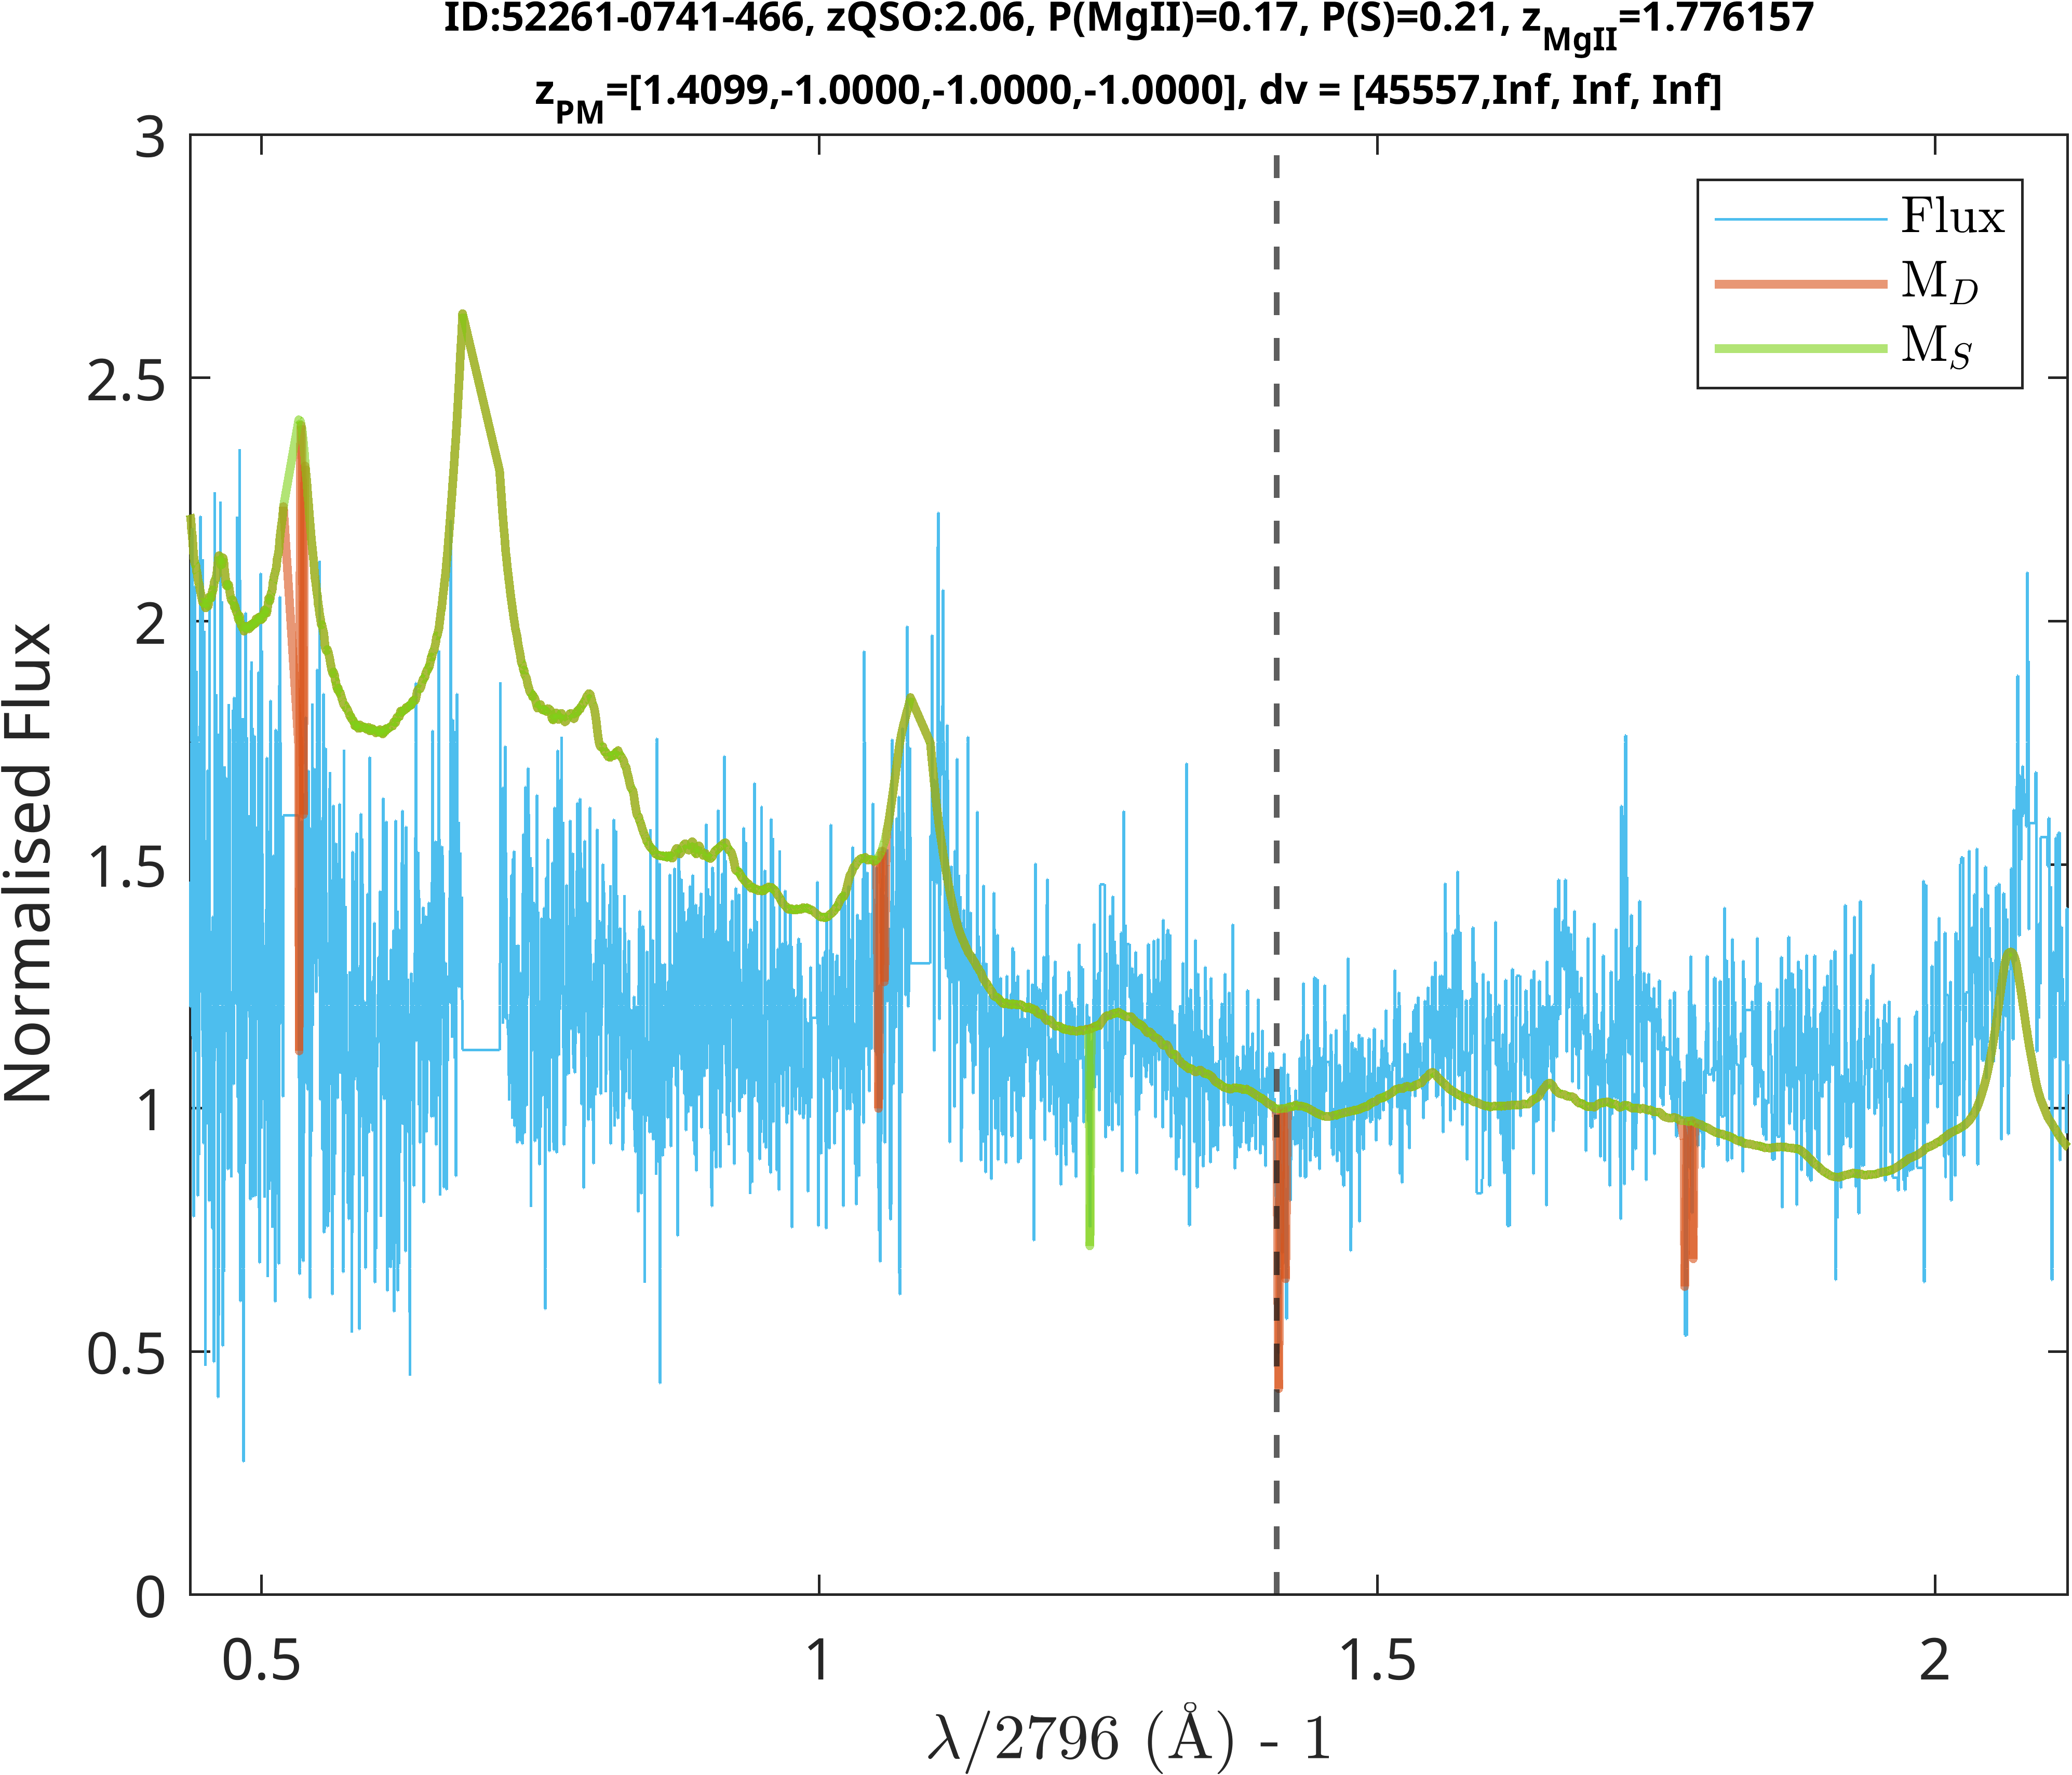 ID:52261-0741-466, zQSO:2.06, P(MgII)=0.17, P(S)=0.21, zMgII=1.776157
zPM=[1.4099,-1.0000,-1.0000,-1.0000], dv = [45557,Inf, Inf, Inf]
3
2.5
2
1.5
1
0.5
0
Normalised Flux
Flux
MD
MS
0.5 1 1.5 2
λ/2796 (Å) - 1